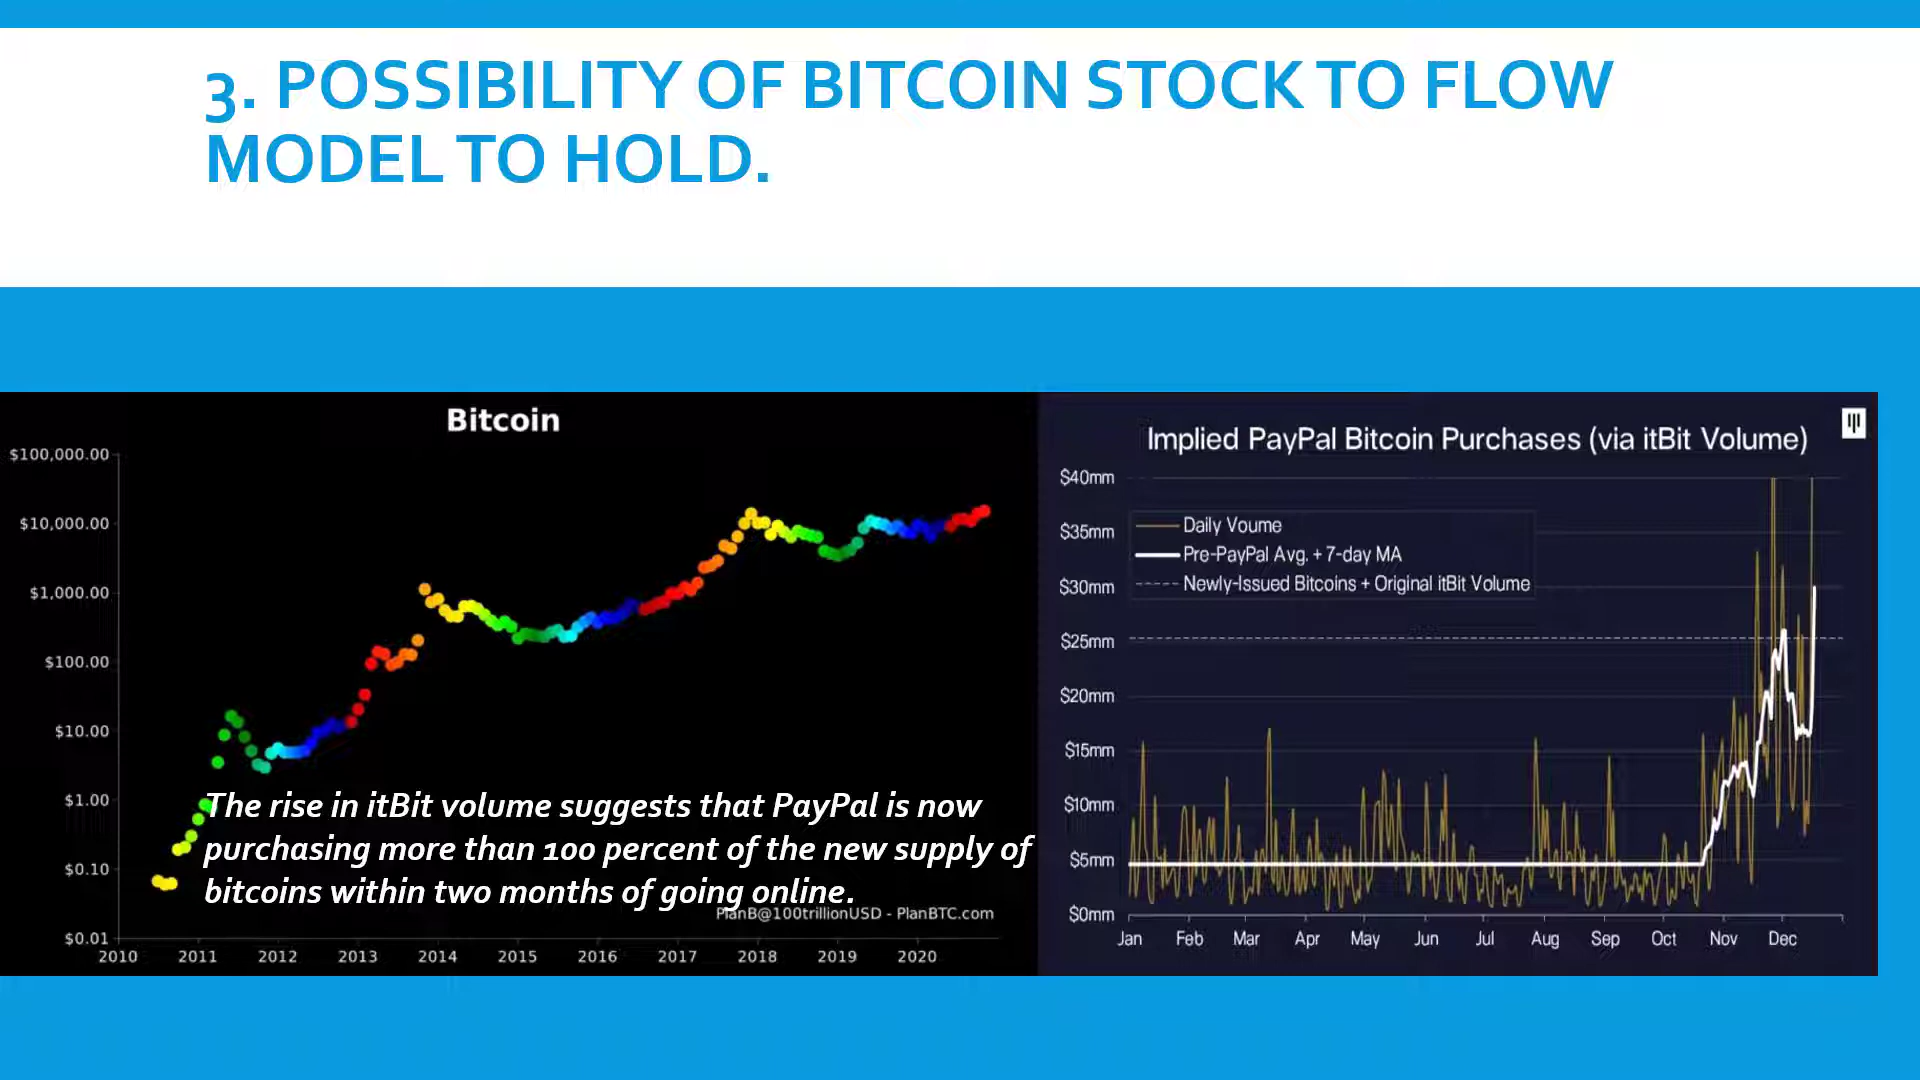 3. POSSIBILITY OF BITCOIN STOCK TO FLOW
MODEL TO HOLD.
Bitcoin
$100,000.00
$10,000.00
$1,000.00
$100.00
$10.00
$1.00
$0.10
$0.01
2010 2011 2012 2013 2014 2015 2016 2017 2018 2019 2020
The rise in itBit volume suggests that PayPal is now
purchasing more than 100 percent of the new supply of
bitcoins within two months of going online.
PlanB@100trillionUSD - PlanBTC.com
Implied PayPal Bitcoin Purchases (via itBit Volume)
$40mm
$35mm
$30mm
$25mm
$20mm
$15mm
$10mm
$5mm
$0mm
Daily Voume
Pre-PayPal Avg. + 7-day MA
Newly-Issued Bitcoins + Original itBit Volume
Jan Feb Mar Apr May Jun Jul Aug Sep Oct Nov Dec